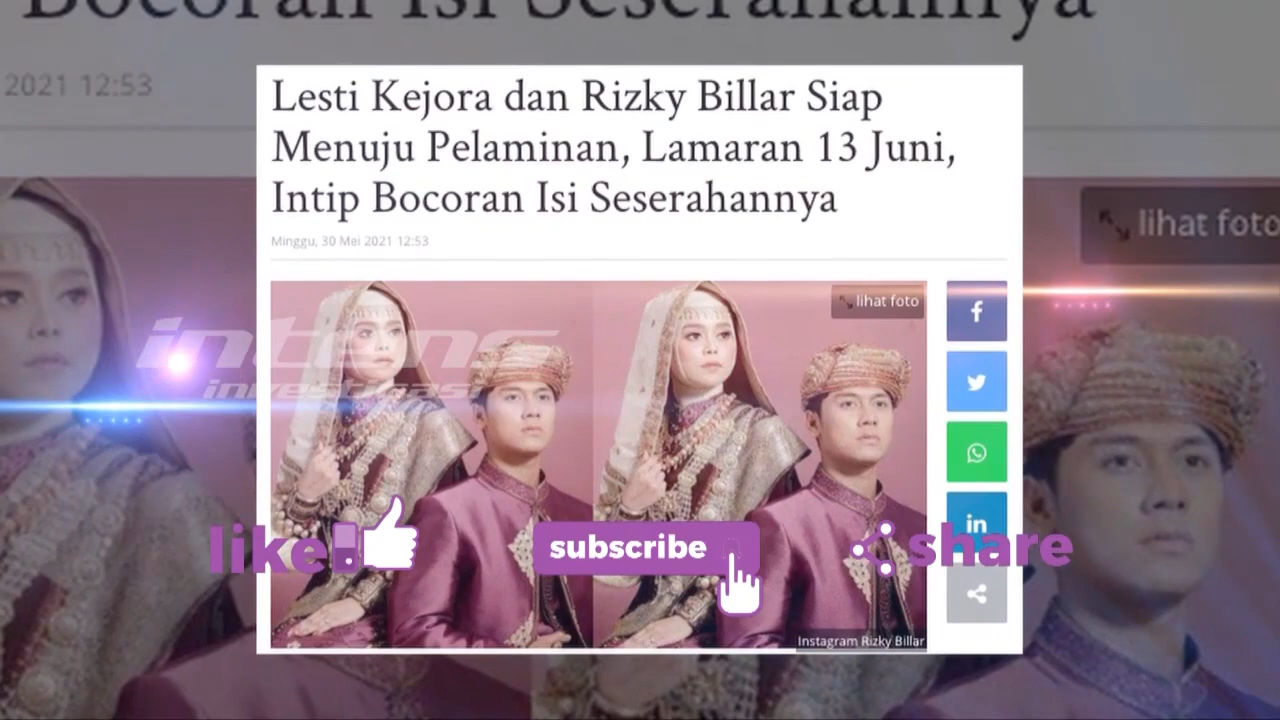 Bocoran Isi Seserahannya
2021 12:53
Lesti Kejora dan Rizky Billar Siap
Menuju Pelaminan, Lamaran 13 Juni,
Intip Bocoran Isi Seserahannya
Minggu, 30 Mei 2021 12:53
lihat foto
lihat foto
intens
investigasi
f
in
like
subscribe
share
Instagram Rizky Billar